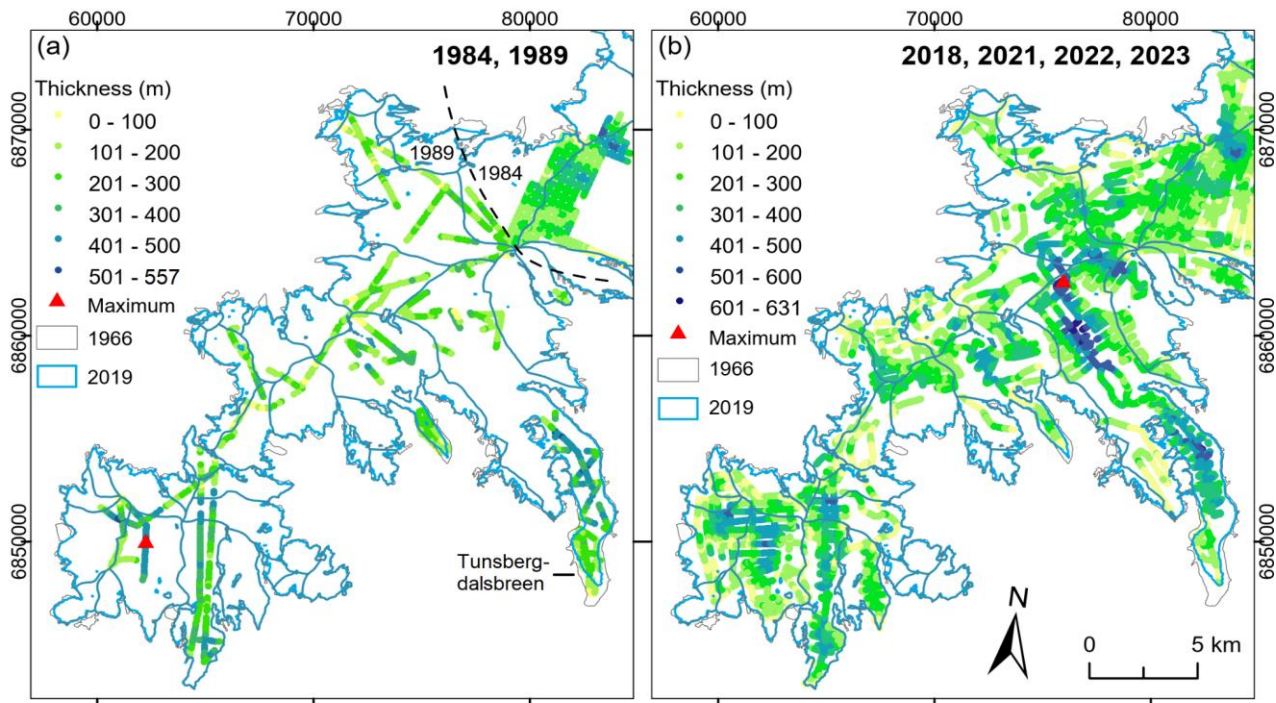 60000 70000 80000
(a) 1984, 1989
Thickness (m)
0 - 100
101 - 200
201 - 300
301 - 400
401 - 500
501 - 557
Maximum
1966
2019
1989
1984
Tunsberg-
dalsbreen
6870000
6860000
6850000
60000 70000 80000
60000 70000 80000
(b) 2018, 2021, 2022, 2023
Thickness (m)
0 - 100
101 - 200
201 - 300
301 - 400
401 - 500
501 - 600
601 - 631
Maximum
1966
2019
N
0 5 km
6870000
6860000
6850000
60000 70000 80000